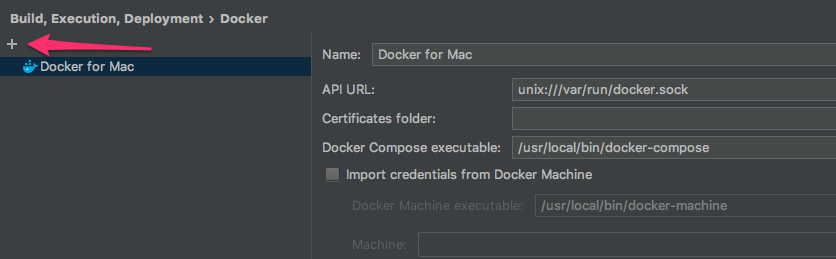 Build, Execution, Deployment › Docker
+
Docker for Mac
Name: Docker for Mac
API URL: unix:///var/run/docker.sock
Certificates folder:
Docker Compose executable: /usr/local/bin/docker-compose
Import credentials from Docker Machine
Docker Machine executable: /usr/local/bin/docker-machine
Machine: